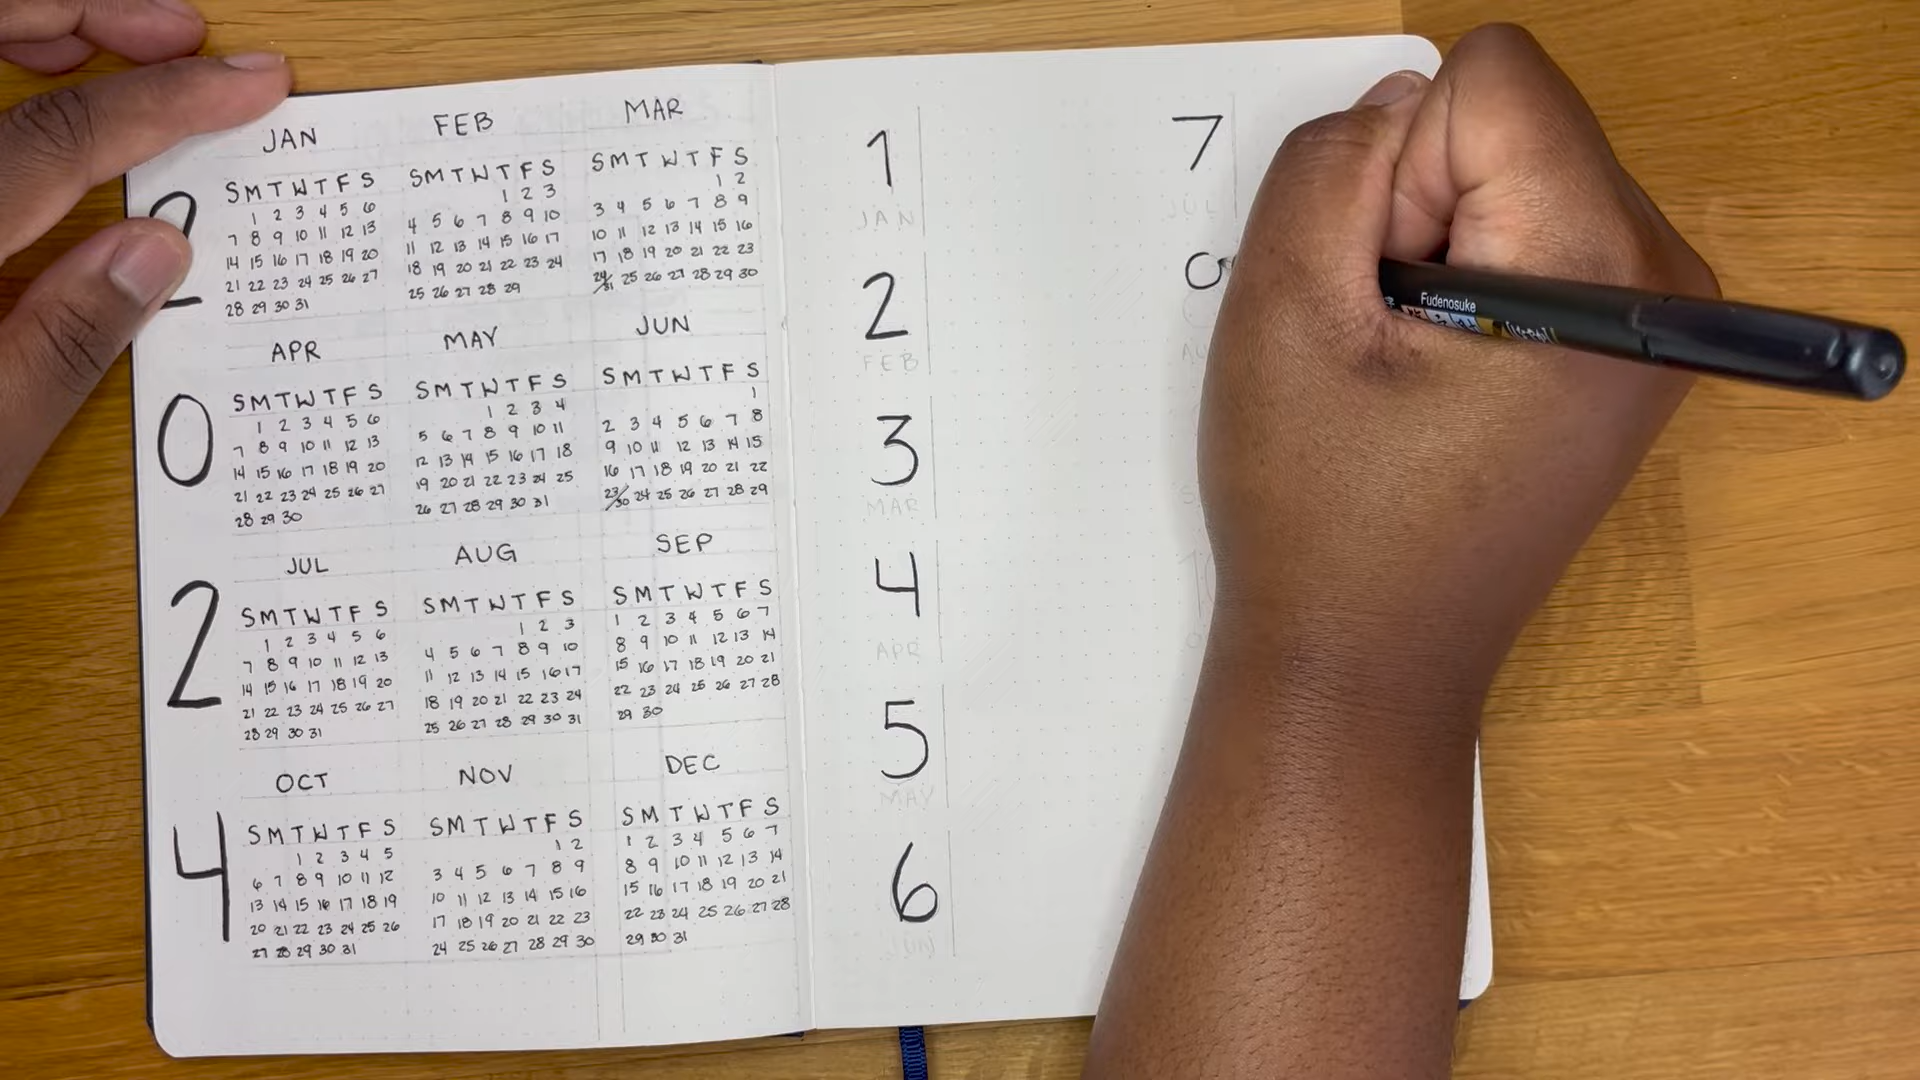 JAN FEB MAR
S M T W T F S S M T W T F S S M T W T F S
1 2 3 4 5 6 1 2 3 1 2
7 8 9 10 11 12 13 4 5 6 7 8 9 10 3 4 5 6 7 8 9
14 15 16 17 18 19 20 11 12 13 14 15 16 17 10 11 12 13 14 15 16
21 22 23 24 25 26 27 18 19 20 21 22 23 24 17 18 19 20 21 22 23
28 29 30 31 25 26 27 28 29 24/31 25 26 27 28 29 30
2
APR MAY JUN
S M T W T F S S M T W T F S S M T W T F S
1 2 3 4 5 6 1 2 3 4 1
7 8 9 10 11 12 13 5 6 7 8 9 10 11 2 3 4 5 6 7 8
14 15 16 17 18 19 20 12 13 14 15 16 17 18 9 10 11 12 13 14 15
21 22 23 24 25 26 27 19 20 21 22 23 24 25 16 17 18 19 20 21 22
28 29 30 26 27 28 29 30 31 23/30 24 25 26 27 28 29
0
JUL AUG SEP
S M T W T F S S M T W T F S S M T W T F S
1 2 3 4 5 6 1 2 3 1 2 3 4 5 6 7
7 8 9 10 11 12 13 4 5 6 7 8 9 10 8 9 10 11 12 13 14
14 15 16 17 18 19 20 11 12 13 14 15 16 17 15 16 17 18 19 20 21
21 22 23 24 25 26 27 18 19 20 21 22 23 24 22 23 24 25 26 27 28
28 29 30 31 25 26 27 28 29 30 31 29 30
2
OCT NOV DEC
S M T W T F S S M T W T F S S M T W T F S
1 2 3 4 5 1 2 1 2 3 4 5 6 7
6 7 8 9 10 11 12 3 4 5 6 7 8 9 8 9 10 11 12 13 14
13 14 15 16 17 18 19 10 11 12 13 14 15 16 15 16 17 18 19 20 21
20 21 22 23 24 25 26 17 18 19 20 21 22 23 22 23 24 25 26 27 28
27 28 29 30 31 24 25 26 27 28 29 30 29 30 31
4
1
JAN
2
FEB
3
MAR
4
APR
5
MAY
6
JUN
7
JUL
Fudenosuke